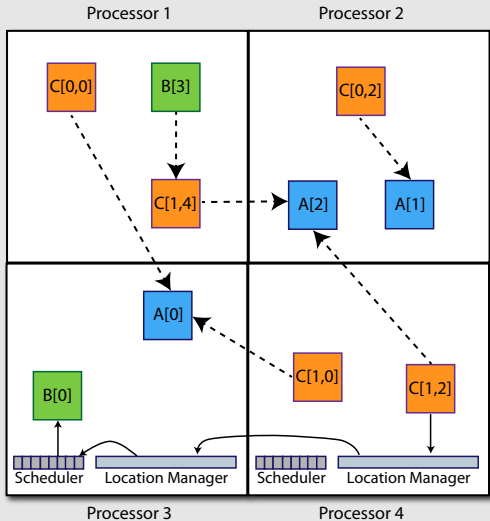 Processor 1
Processor 2
C[0,0]
B[3]
C[0,2]
C[1,4]
A[2]
A[1]
A[0]
C[1,0]
C[1,2]
B[0]
Scheduler
Location Manager
Scheduler
Location Manager
Processor 3
Processor 4